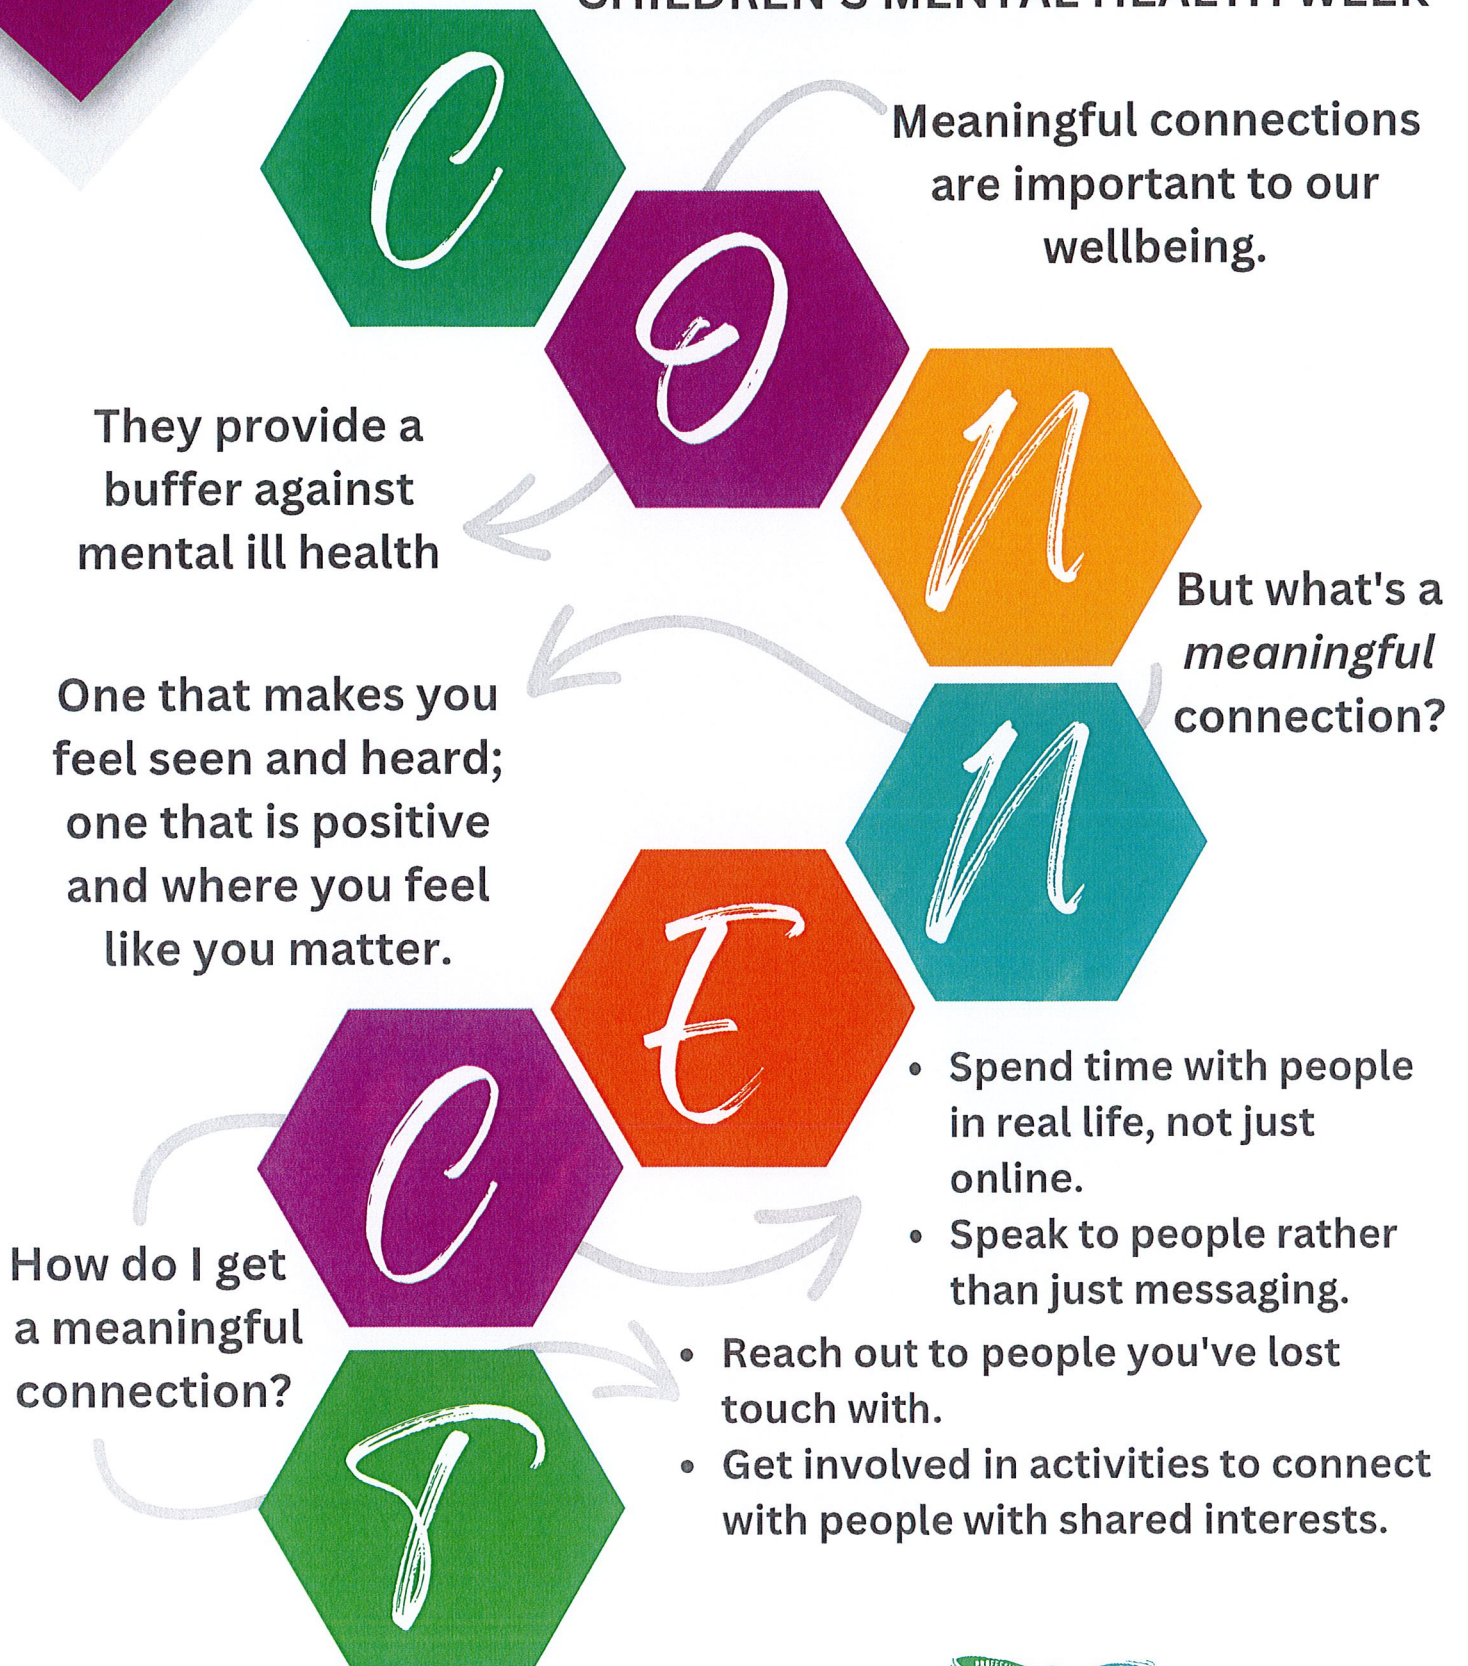 CHILDREN'S MENTAL HEALTH WEEK
C
O
N
N
E
C
T
Meaningful connections
are important to our
wellbeing.
They provide a
buffer against
mental ill health
But what's a
meaningful
connection?
One that makes you
feel seen and heard;
one that is positive
and where you feel
like you matter.
How do I get
a meaningful
connection?
• Spend time with people
in real life, not just
online.
• Speak to people rather
than just messaging.
• Reach out to people you've lost
touch with.
• Get involved in activities to connect
with people with shared interests.